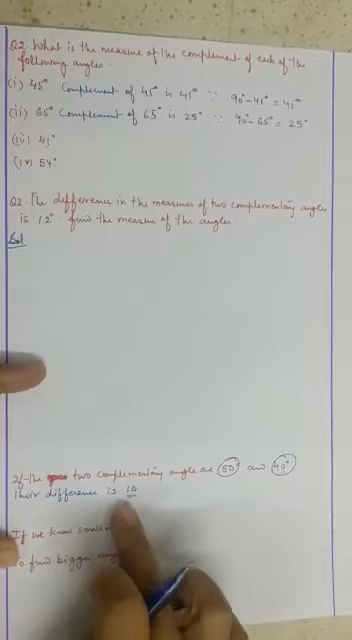 Q2. What is the measure of the complement of each of the
following angles.
(i) 45° Complement of 45° is 45° ∵ 90°-45° = 45°
(ii) 65° Complement of 65° is 25° ∵ 90°-65° = 25°
(iii) 41°
(iv) 54°
Q3. The difference in the measures of two complementary angles
is 12°. find the measure of the angles.
Sol
If the two complementary angle are 50° and 40°
Their difference is 10
If we know small
To find bigger ang